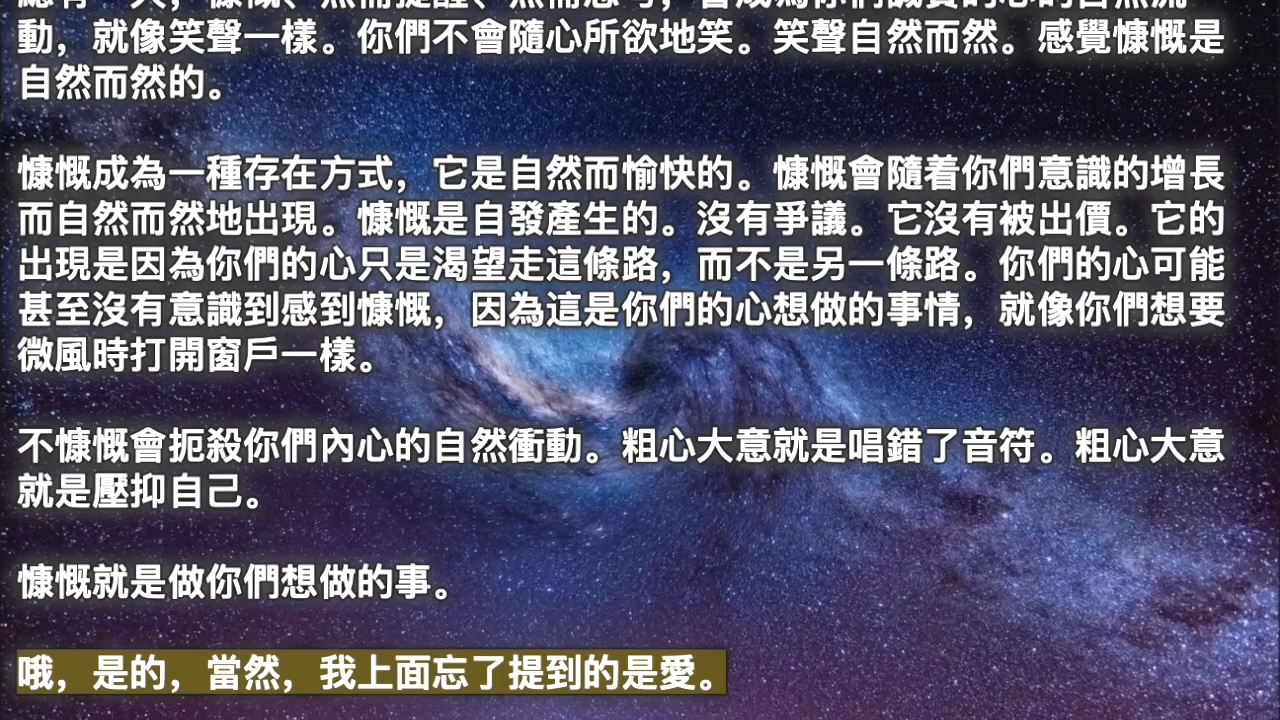 動，就像笑聲一樣。你們不會隨心所欲地笑。笑聲自然而然。感覺慷慨是
自然而然的。
慷慨成為一種存在方式，它是自然而愉快的。慷慨會隨着你們意識的增長
而自然而然地出現。慷慨是自發產生的。沒有爭議。它沒有被出價。它的
出現是因為你們的心只是渴望走這條路，而不是另一條路。你們的心可能
甚至沒有意識到感到慷慨，因為這是你們的心想做的事情，就像你們想要
微風時打開窗戶一樣。
不慷慨會扼殺你們內心的自然衝動。粗心大意就是唱錯了音符。粗心大意
就是壓抑自己。
慷慨就是做你們想做的事。
哦，是的，當然，我上面忘了提到的是愛。